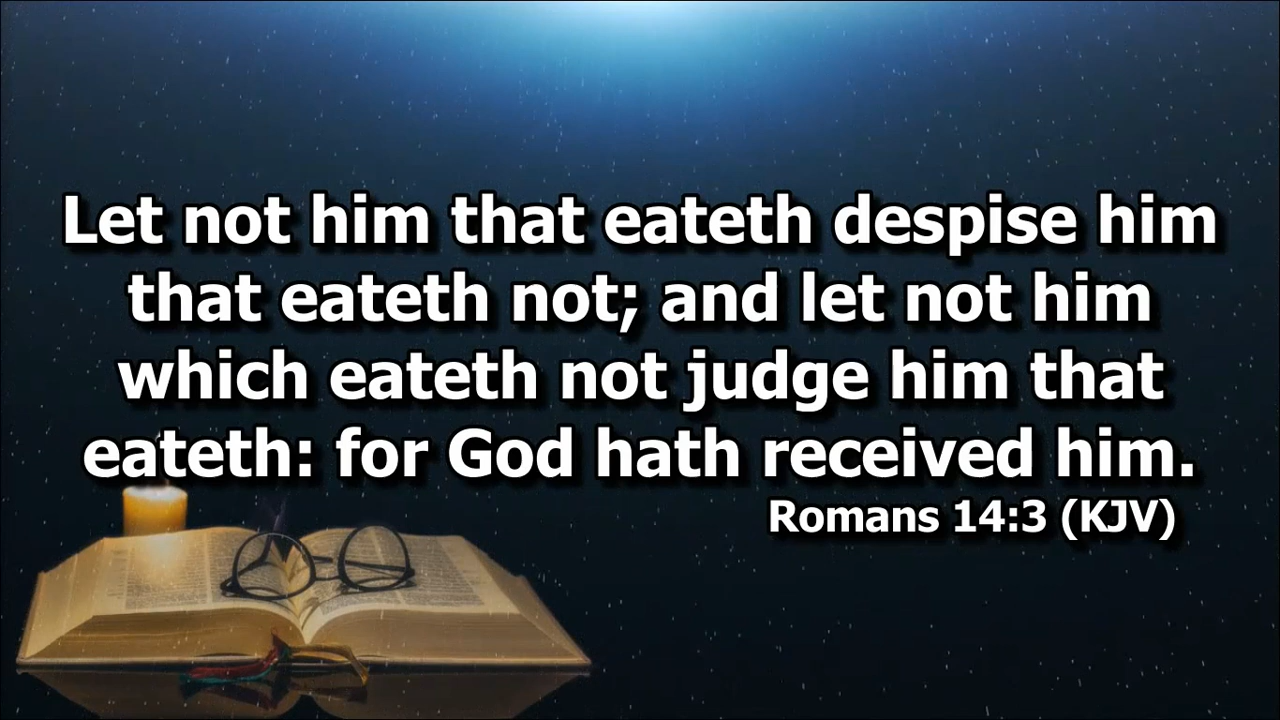 Let not him that eateth despise him
that eateth not; and let not him
which eateth not judge him that
eateth: for God hath received him.
Romans 14:3 (KJV)